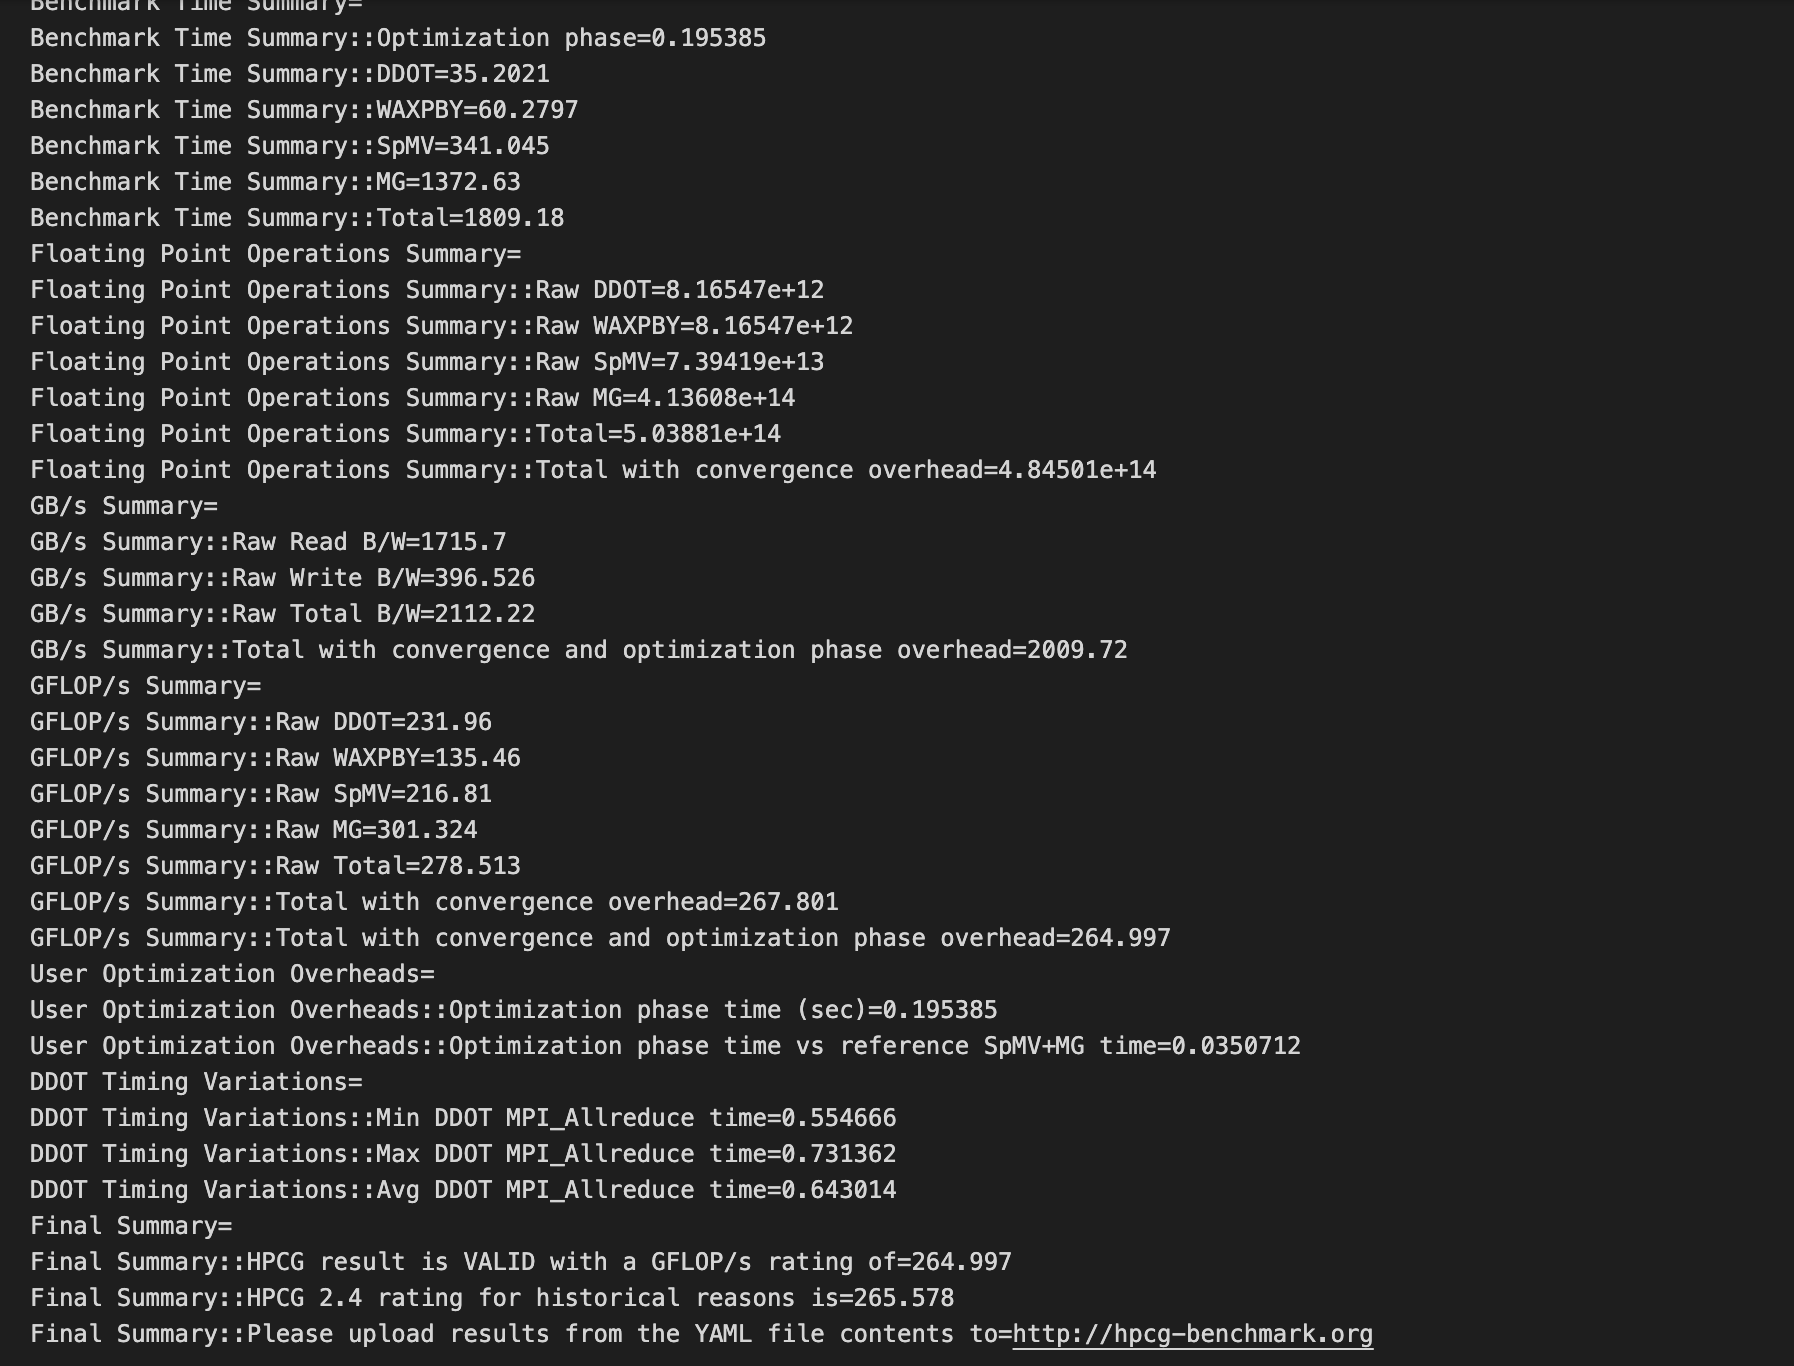 Benchmark Time Summary=
Benchmark Time Summary::Optimization phase=0.195385
Benchmark Time Summary::DDOT=35.2021
Benchmark Time Summary::WAXPBY=60.2797
Benchmark Time Summary::SpMV=341.045
Benchmark Time Summary::MG=1372.63
Benchmark Time Summary::Total=1809.18
Floating Point Operations Summary=
Floating Point Operations Summary::Raw DDOT=8.16547e+12
Floating Point Operations Summary::Raw WAXPBY=8.16547e+12
Floating Point Operations Summary::Raw SpMV=7.39419e+13
Floating Point Operations Summary::Raw MG=4.13608e+14
Floating Point Operations Summary::Total=5.03881e+14
Floating Point Operations Summary::Total with convergence overhead=4.84501e+14
GB/s Summary=
GB/s Summary::Raw Read B/W=1715.7
GB/s Summary::Raw Write B/W=396.526
GB/s Summary::Raw Total B/W=2112.22
GB/s Summary::Total with convergence and optimization phase overhead=2009.72
GFLOP/s Summary=
GFLOP/s Summary::Raw DDOT=231.96
GFLOP/s Summary::Raw WAXPBY=135.46
GFLOP/s Summary::Raw SpMV=216.81
GFLOP/s Summary::Raw MG=301.324
GFLOP/s Summary::Raw Total=278.513
GFLOP/s Summary::Total with convergence overhead=267.801
GFLOP/s Summary::Total with convergence and optimization phase overhead=264.997
User Optimization Overheads=
User Optimization Overheads::Optimization phase time (sec)=0.195385
User Optimization Overheads::Optimization phase time vs reference SpMV+MG time=0.0350712
DDOT Timing Variations=
DDOT Timing Variations::Min DDOT MPI_Allreduce time=0.554666
DDOT Timing Variations::Max DDOT MPI_Allreduce time=0.731362
DDOT Timing Variations::Avg DDOT MPI_Allreduce time=0.643014
Final Summary=
Final Summary::HPCG result is VALID with a GFLOP/s rating of=264.997
Final Summary::HPCG 2.4 rating for historical reasons is=265.578
Final Summary::Please upload results from the YAML file contents to=http://hpcg-benchmark.org